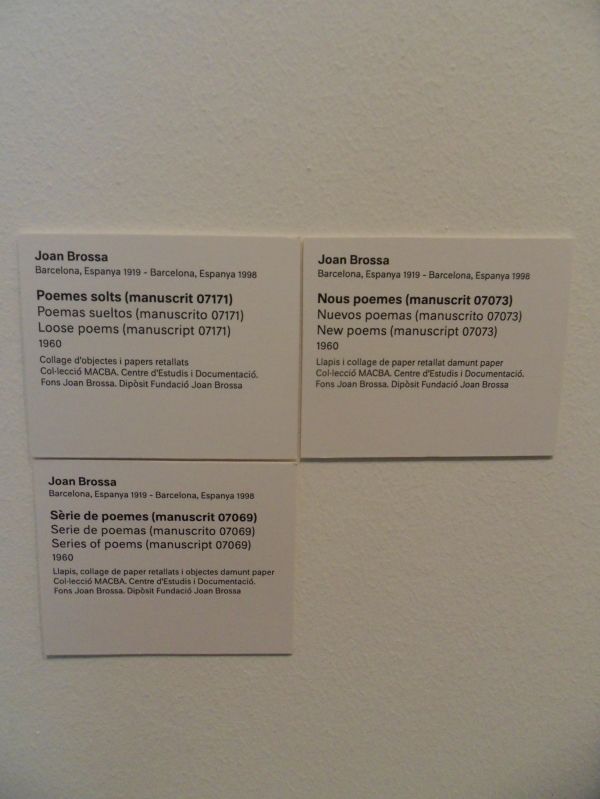 Joan Brossa
Barcelona, Espanya 1919 - Barcelona, Espanya 1998
Poemes solts (manuscrit 07171)
Poemas sueltos (manuscrito 07171)
Loose poems (manuscript 07171)
1960
Collage d'objectes i papers retallats
Col·lecció MACBA. Centre d'Estudis i Documentació.
Fons Joan Brossa. Dipòsit Fundació Joan Brossa
Joan Brossa
Barcelona, Espanya 1919 - Barcelona, Espanya 1998
Nous poemes (manuscrit 07073)
Nuevos poemas (manuscrito 07073)
New poems (manuscript 07073)
1960
Llapis i collage de paper retallat damunt paper
Col·lecció MACBA. Centre d'Estudis i Documentació.
Fons Joan Brossa. Dipòsit Fundació Joan Brossa
Joan Brossa
Barcelona, Espanya 1919 - Barcelona, Espanya 1998
Sèrie de poemes (manuscrit 07069)
Serie de poemas (manuscrito 07069)
Series of poems (manuscript 07069)
1960
Llapis, collage de paper retallats i objectes damunt paper
Col·lecció MACBA. Centre d'Estudis i Documentació.
Fons Joan Brossa. Dipòsit Fundació Joan Brossa